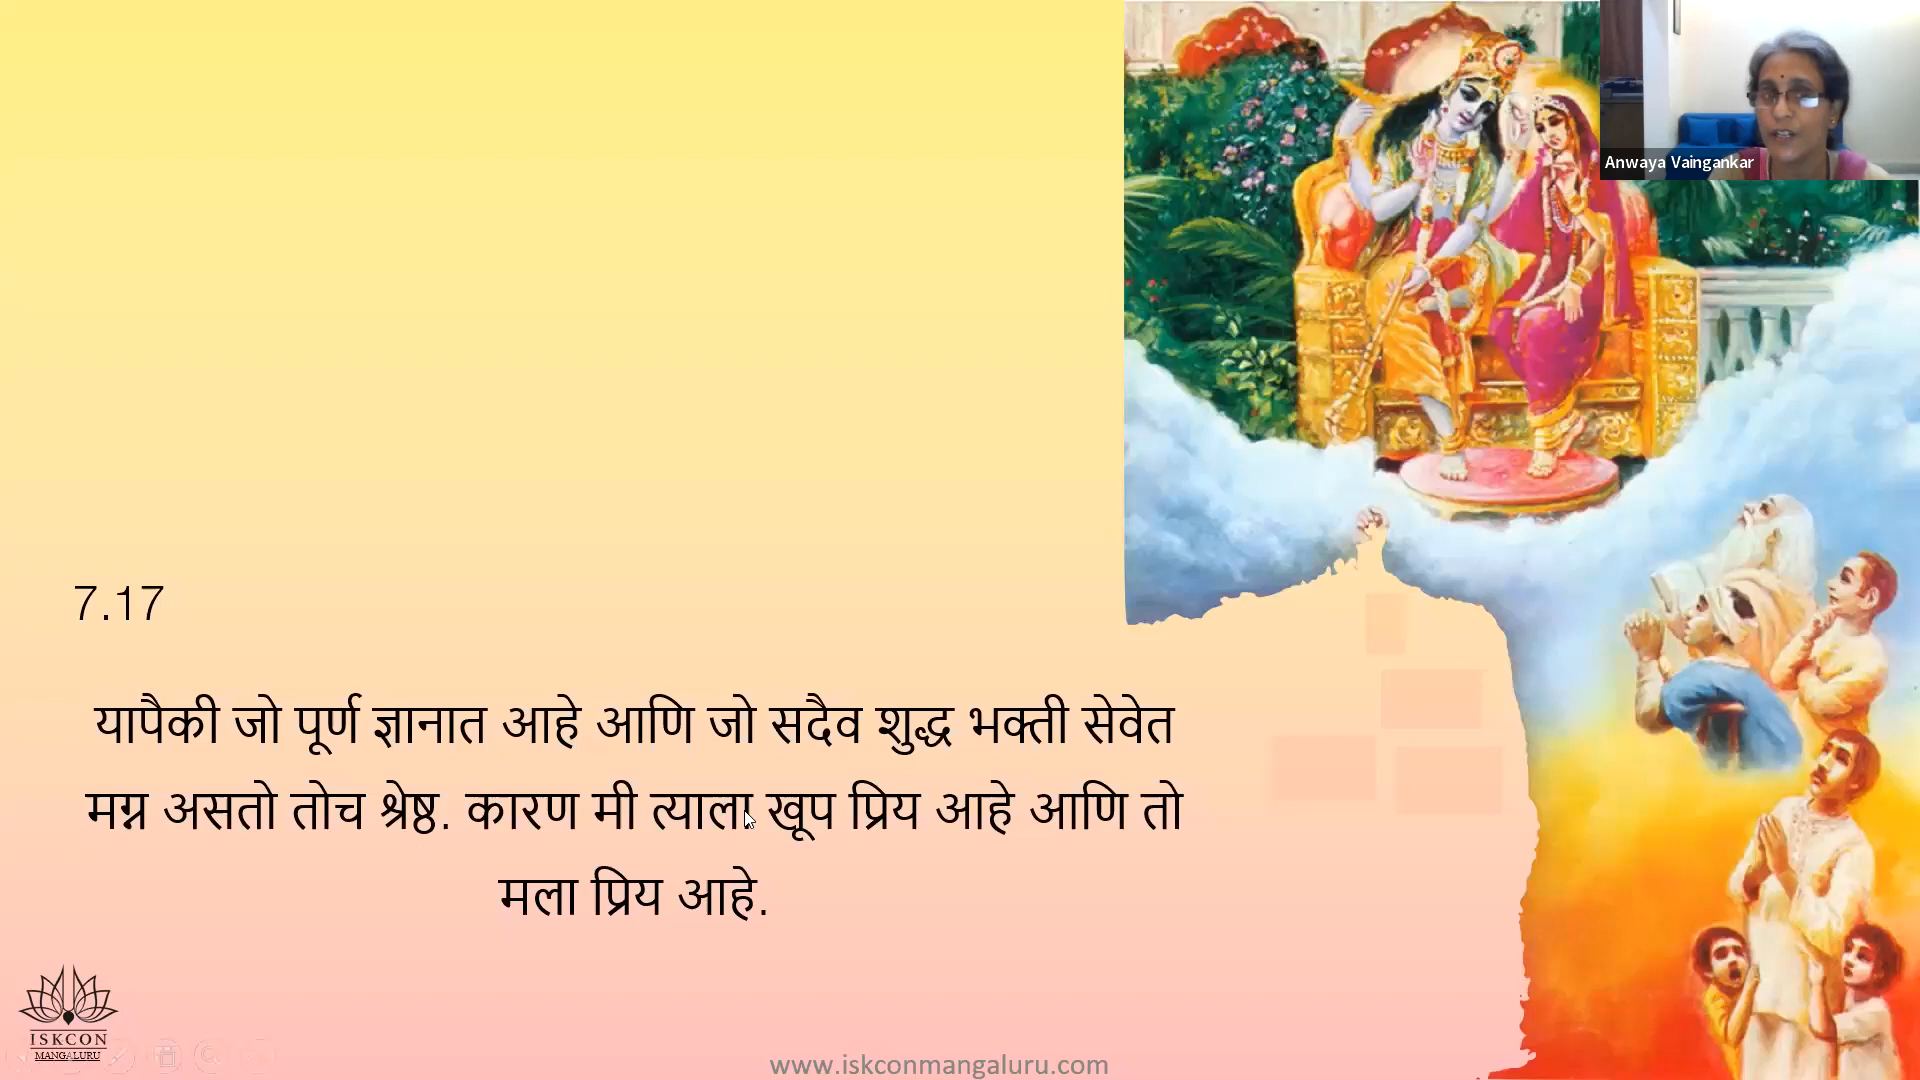 Anwaya Vaingankar
7.17
यापैकी जो पूर्ण ज्ञानात आहे आणि जो सदैव शुद्ध भक्ती सेवेत
मग्न असतो तोच श्रेष्ठ. कारण मी त्याला खूप प्रिय आहे आणि तो
मला प्रिय आहे.
ISKCON
MANGALURU
www.iskconmangaluru.com